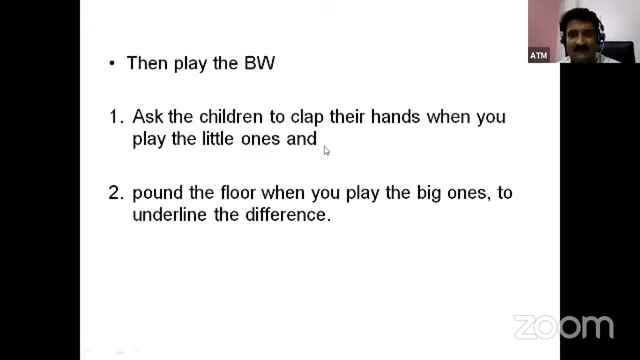 • Then play the BW
1. Ask the children to clap their hands when you
play the little ones and
2. pound the floor when you play the big ones, to
underline the difference.
ATM
zoom